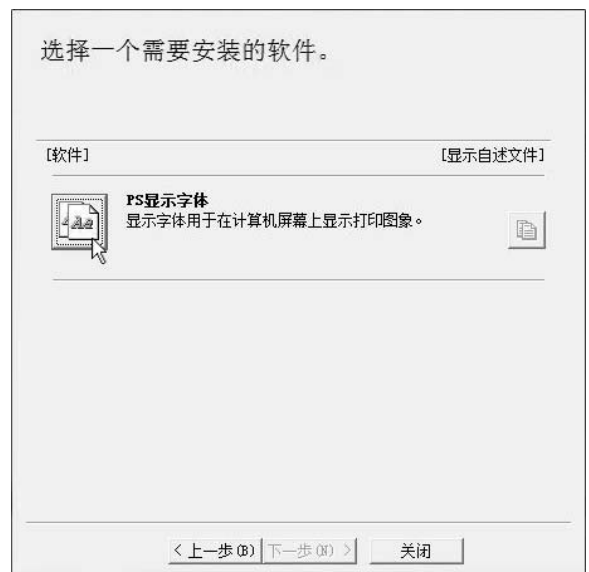 选择一个需要安装的软件。
[软件] [显示自述文件]
PS显示字体
显示字体用于在计算机屏幕上显示打印图象。
< 上一步(B) 下一步(N) > 关闭